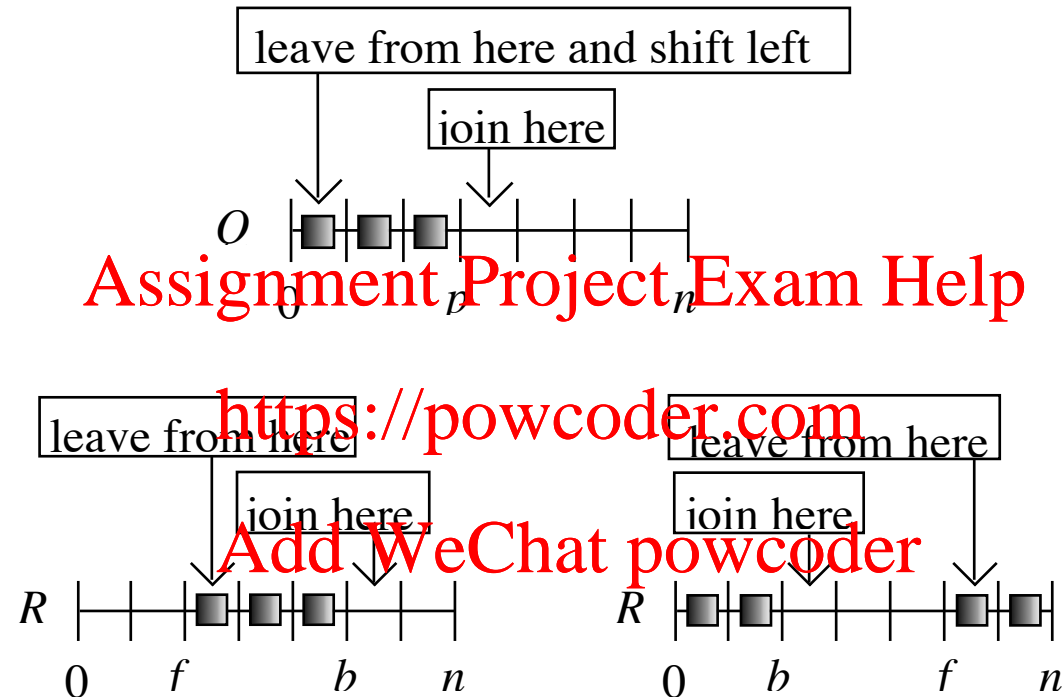 leave from here and shift left
join here
Q
Assignment Project Exam Help
0 p n
https://powcoder.com
leave from here leave from here
join here join here
Add WeChat powcoder
R R
0 f b n 0 b f n